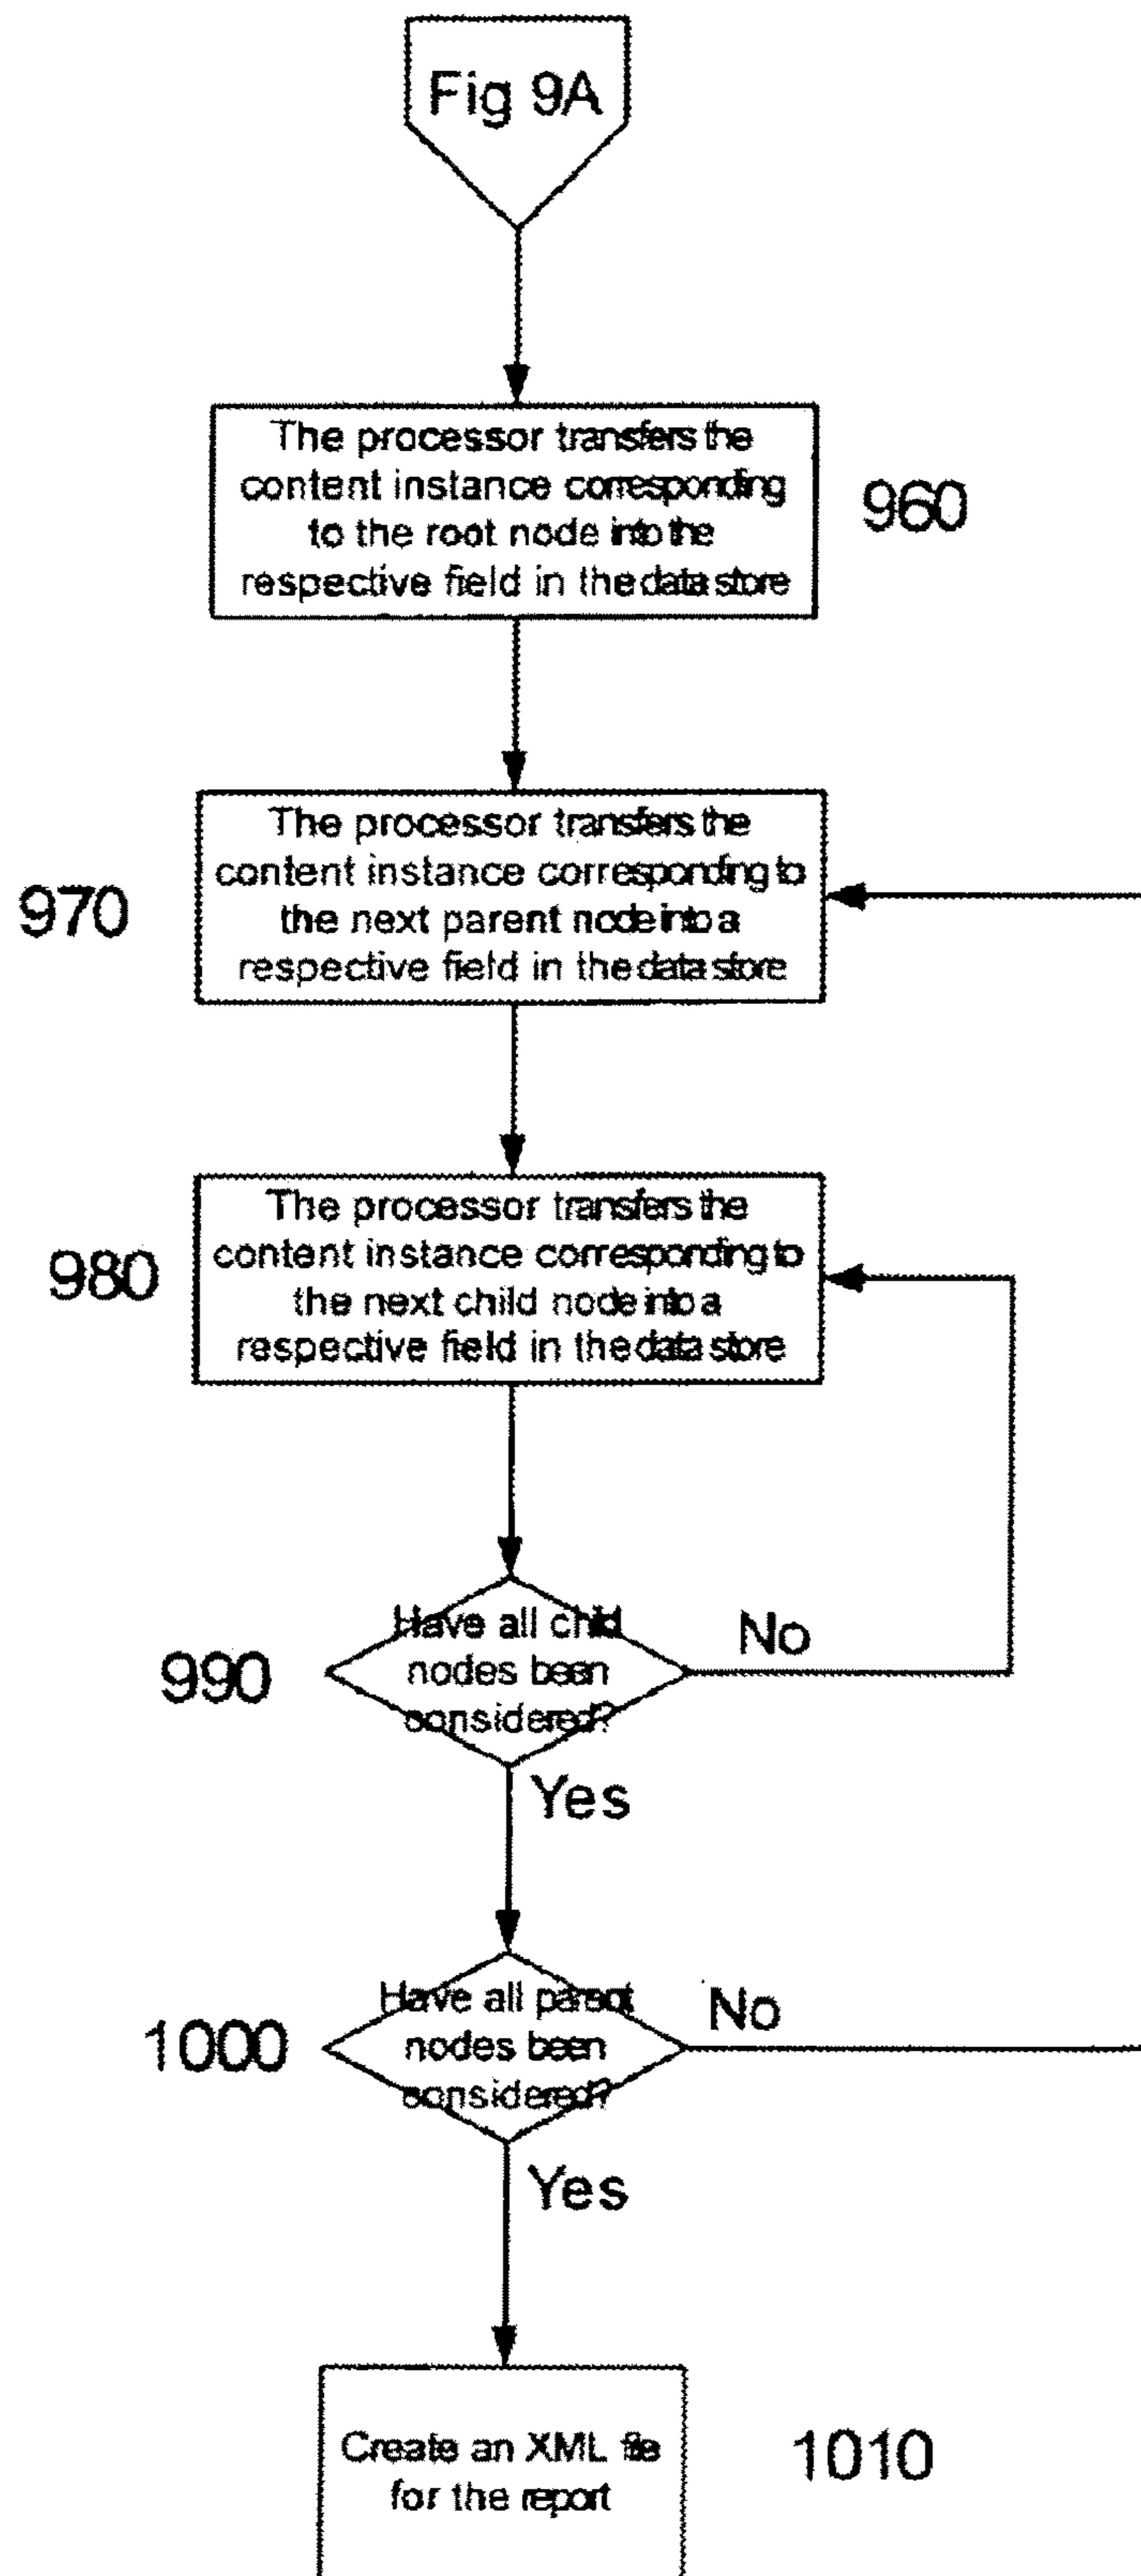 Fig 9A
The processor transfers the
content instance corresponding
to the root node into the
respective field in the data store
960
The processor transfers the
content instance corresponding to
the next parent node into a
respective field in the data store
970
The processor transfers the
content instance corresponding to
the next child node into a
respective field in the data store
980
Have all child
nodes been
considered?
990
No
Yes
Have all parent
nodes been
considered?
1000
No
Yes
Create an XML file
for the report
1010